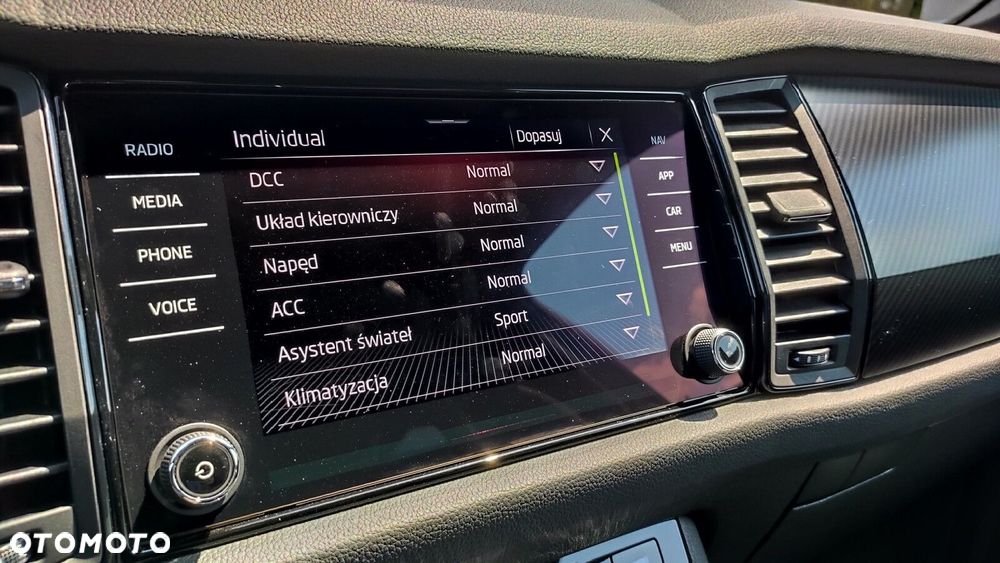 RADIO
MEDIA
PHONE
VOICE
Individual Dopasuj
DCC Normal
Układ kierowniczy Normal
Napęd Normal
ACC Normal
Asystent świateł Sport
Klimatyzacja Normal
NAV
APP
CAR
MENU
OTOMOTO